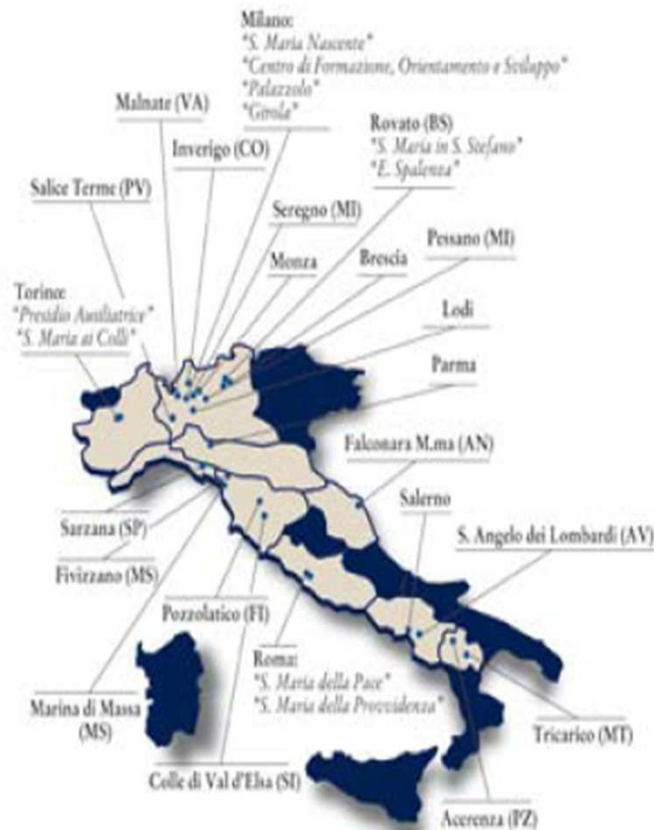 Milano:
"S. Maria Nascente"
"Centro di Formazione, Orientamento e Sviluppo"
"Palazzolo"
"Girola"
Malnate (VA)
Rovato (BS)
"S. Maria in S. Stefano"
"E. Spalenza"
Inverigo (CO)
Salice Terme (PV)
Seregno (MI)
Pessano (MI)
Monza
Brescia
Torino:
"Presidio Ausiliatrice"
"S. Maria ai Colli"
Lodi
Parma
Falconara M.ma (AN)
Salerno
Sarzana (SP)
S. Angelo dei Lombardi (AV)
Fivizzano (MS)
Pozzolatico (FI)
Roma:
"S. Maria della Pace"
"S. Maria della Provvidenza"
Marina di Massa
(MS)
Tricarico (MT)
Colle di Val d'Elsa (SI)
Acerenza (PZ)